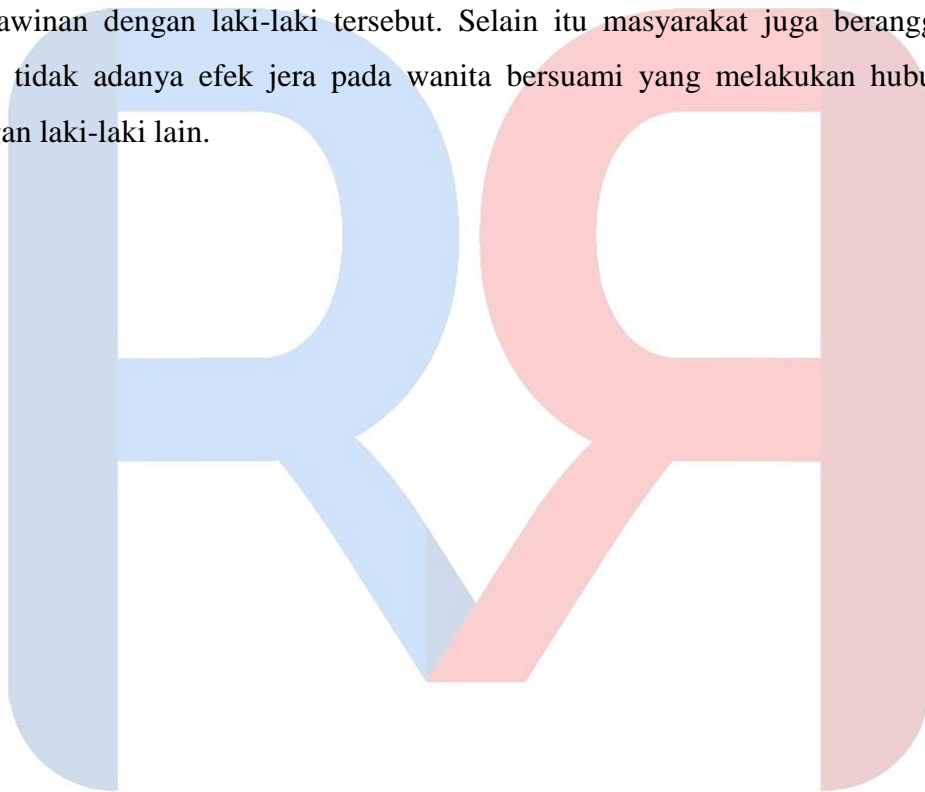 awinan dengan laki-laki tersebut. Selain itu masyarakat juga berangg
tidak adanya efek jera pada wanita bersuami yang melakukan hubu
an laki-laki lain.